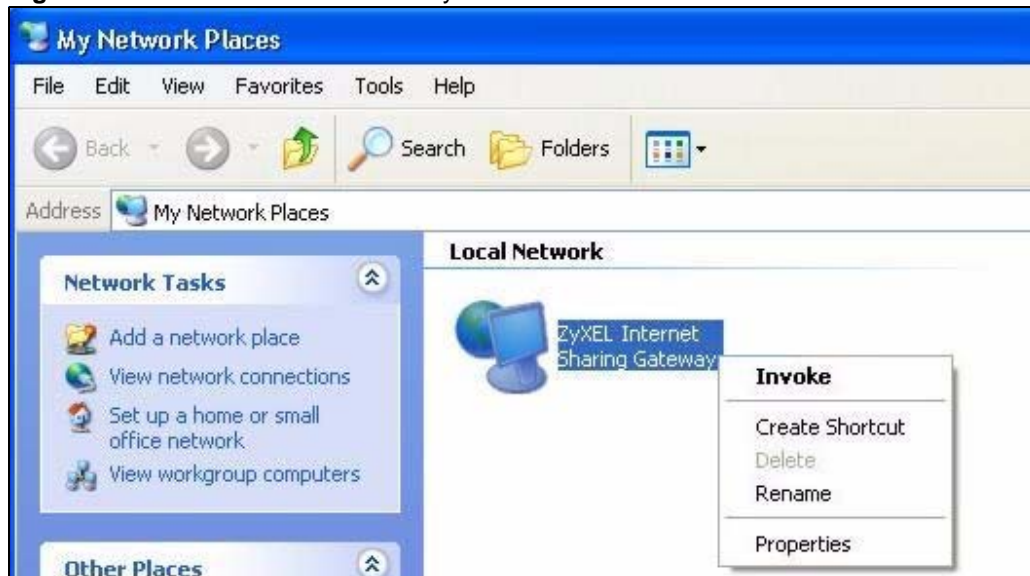 My Network Places
File Edit View Favorites Tools Help
Back Search Folders
Address My Network Places
Network Tasks
Add a network place
View network connections
Set up a home or small
office network
View workgroup computers
Other Places
Local Network
ZyXEL Internet
Sharing Gateway
Invoke
Create Shortcut
Delete
Rename
Properties